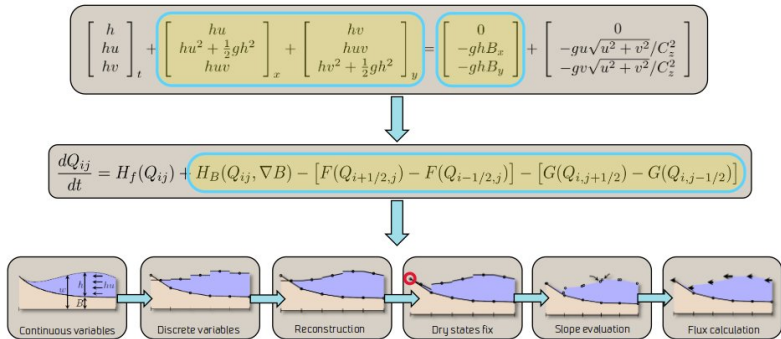 [ h hu hv ]_t + [ hu hu² + ½gh² huv ]_x + [ hv huv hv² + ½gh² ]_y = [ 0 −ghB_x −ghB_y ] + [ 0 −gu√(u² + v²)/C_z² −gv√(u² + v²)/C_z² ]
dQ_ij/dt = H_f(Q_ij) + H_B(Q_ij, ∇B) − [F(Q_i+1/2,j) − F(Q_i−1/2,j)] − [G(Q_i,j+1/2) − G(Q_i,j−1/2)]
w h hu B
Continuous variables Discrete variables Reconstruction Dry states fix Slope evaluation Flux calculation